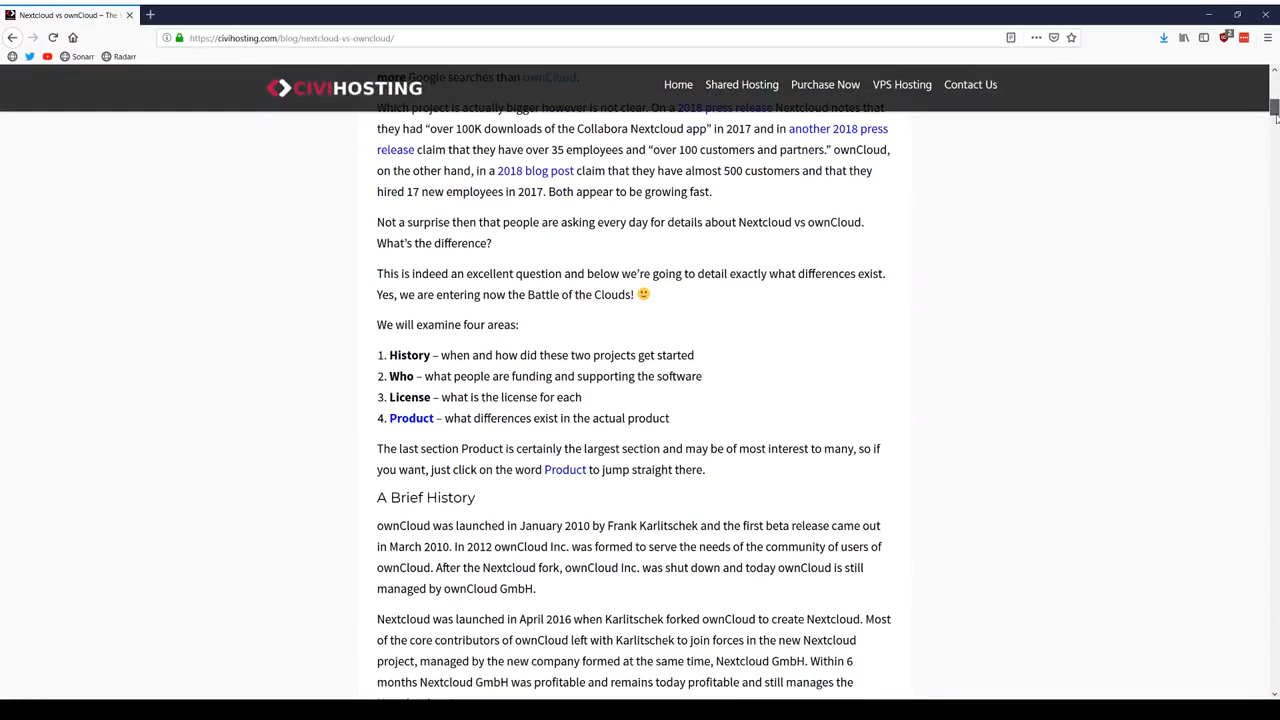 Nextcloud vs ownCloud – The
https://civihosting.com/blog/nextcloud-vs-owncloud/
2
Sonarr
Radarr
more Google searches than ownCloud.
CIVIHOSTING
Home
Shared Hosting
Purchase Now
VPS Hosting
Contact Us
Which project is actually bigger however is not clear. On a 2018 press release Nextcloud notes that
they had “over 100K downloads of the Collabora Nextcloud app” in 2017 and in another 2018 press
release claim that they have over 35 employees and “over 100 customers and partners.” ownCloud,
on the other hand, in a 2018 blog post claim that they have almost 500 customers and that they
hired 17 new employees in 2017. Both appear to be growing fast.
Not a surprise then that people are asking every day for details about Nextcloud vs ownCloud.
What’s the difference?
This is indeed an excellent question and below we’re going to detail exactly what differences exist.
Yes, we are entering now the Battle of the Clouds! 🙂
We will examine four areas:
1. History – when and how did these two projects get started
2. Who – what people are funding and supporting the software
3. License – what is the license for each
4. Product – what differences exist in the actual product
The last section Product is certainly the largest section and may be of most interest to many, so if
you want, just click on the word Product to jump straight there.
A Brief History
ownCloud was launched in January 2010 by Frank Karlitschek and the first beta release came out
in March 2010. In 2012 ownCloud Inc. was formed to serve the needs of the community of users of
ownCloud. After the Nextcloud fork, ownCloud Inc. was shut down and today ownCloud is still
managed by ownCloud GmbH.
Nextcloud was launched in April 2016 when Karlitschek forked ownCloud to create Nextcloud. Most
of the core contributors of ownCloud left with Karlitschek to join forces in the new Nextcloud
project, managed by the new company formed at the same time, Nextcloud GmbH. Within 6
months Nextcloud GmbH was profitable and remains today profitable and still manages the